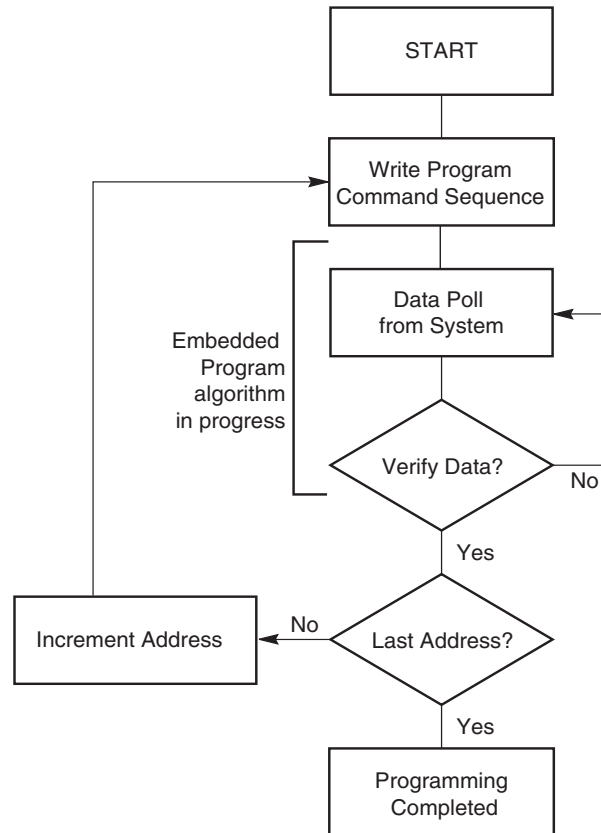 START
Write Program
Command Sequence
Data Poll
from System
Embedded
Program
algorithm
in progress
Verify Data?
No
Yes
Increment Address
No
Last Address?
Yes
Programming
Completed